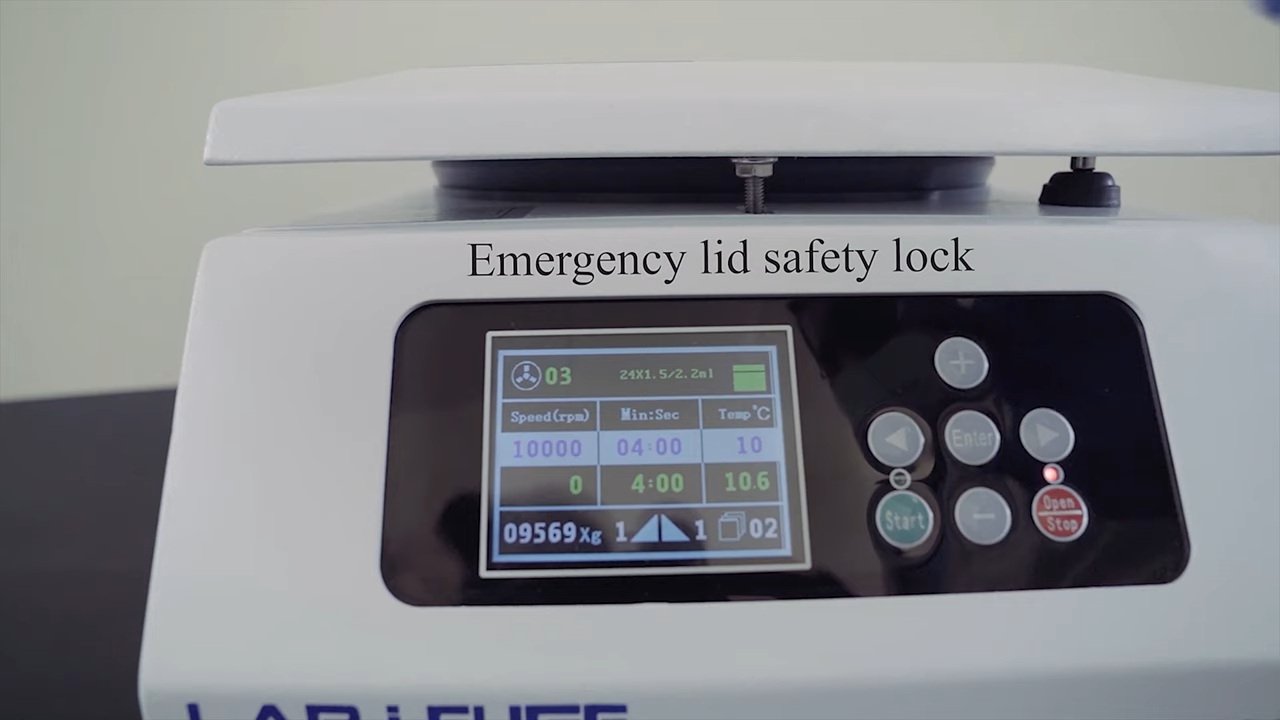 Emergency lid safety lock
03 24X1.5/2.2ml
Speed(rpm) Min:Sec Temp℃
10000 04:00 10
0 4:00 10.6
09569Xg 1 1 02
+
Enter
Start - Open
Stop